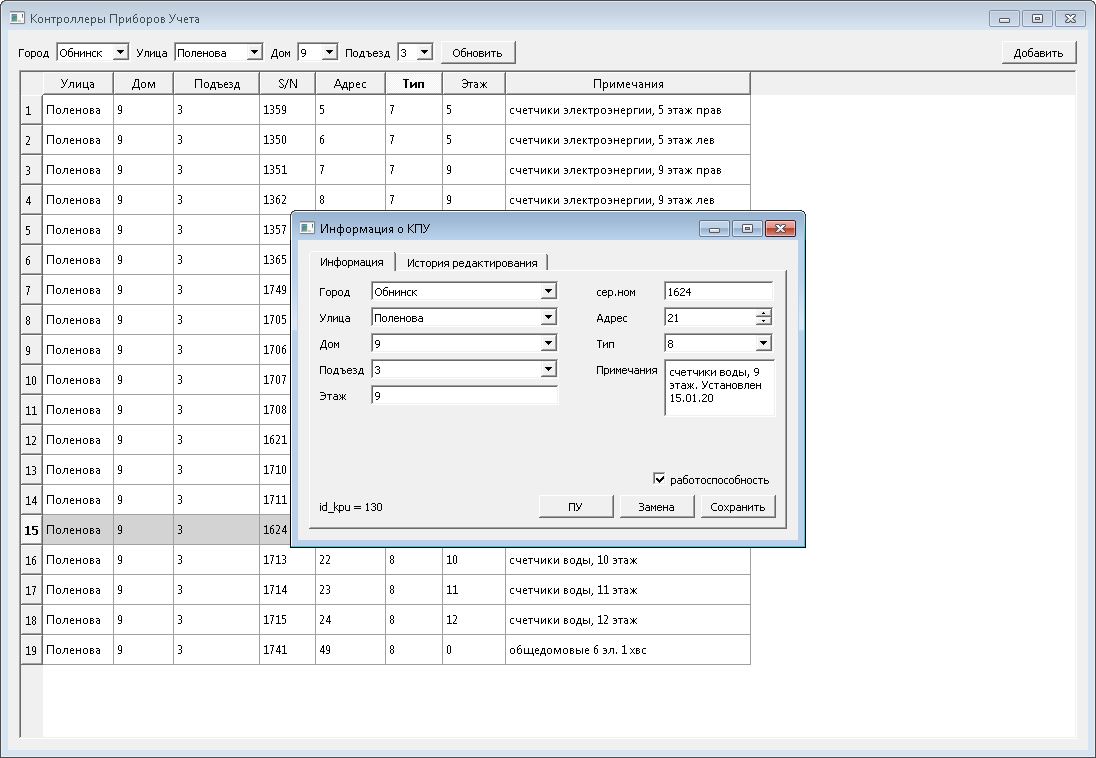 Контроллеры Приборов Учета
Город Обнинск Улица Поленова Дом 9 Подъезд 3 Обновить Добавить
Улица Дом Подъезд S/N Адрес Тип Этаж Примечания
1 Поленова 9 3 1359 5 7 5 счетчики электроэнергии, 5 этаж прав
2 Поленова 9 3 1350 6 7 5 счетчики электроэнергии, 5 этаж лев
3 Поленова 9 3 1351 7 7 9 счетчики электроэнергии, 9 этаж прав
4 Поленова 9 3 1362 8 7 9 счетчики электроэнергии, 9 этаж лев
5 Поленова 9 3 1357
6 Поленова 9 3 1365
7 Поленова 9 3 1749
8 Поленова 9 3 1705
9 Поленова 9 3 1706
10 Поленова 9 3 1707
11 Поленова 9 3 1708
12 Поленова 9 3 1621
13 Поленова 9 3 1710
14 Поленова 9 3 1711
15 Поленова 9 3 1624
16 Поленова 9 3 1713 22 8 10 счетчики воды, 10 этаж
17 Поленова 9 3 1714 23 8 11 счетчики воды, 11 этаж
18 Поленова 9 3 1715 24 8 12 счетчики воды, 12 этаж
19 Поленова 9 3 1741 49 8 0 общедомовые 6 эл. 1 хвс
Информация о КПУ
Информация История редактирования
Город Обнинск сер.ном 1624
Улица Поленова Адрес 21
Дом 9 Тип 8
Подъезд 3 Примечания счетчики воды, 9
этаж. Установлен
15.01.20
Этаж 9
работоспособность
id_kpu = 130 ПУ Замена Сохранить